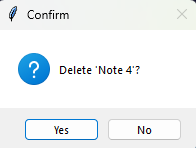 Confirm
Delete 'Note 4'?
Yes
No